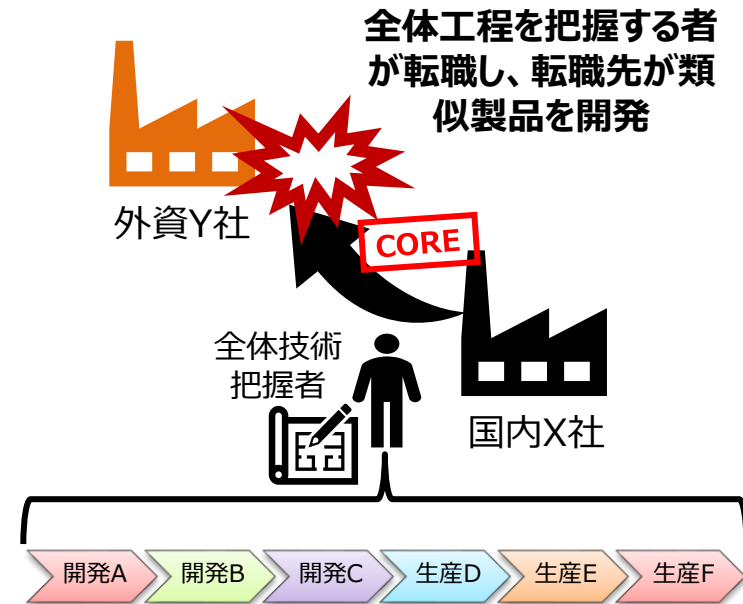 全体工程を把握する者
が転職し、転職先が類
似製品を開発
外資Y社
CORE
全体技術
把握者
国内X社
開発A
開発B
開発C
生産D
生産E
生産F